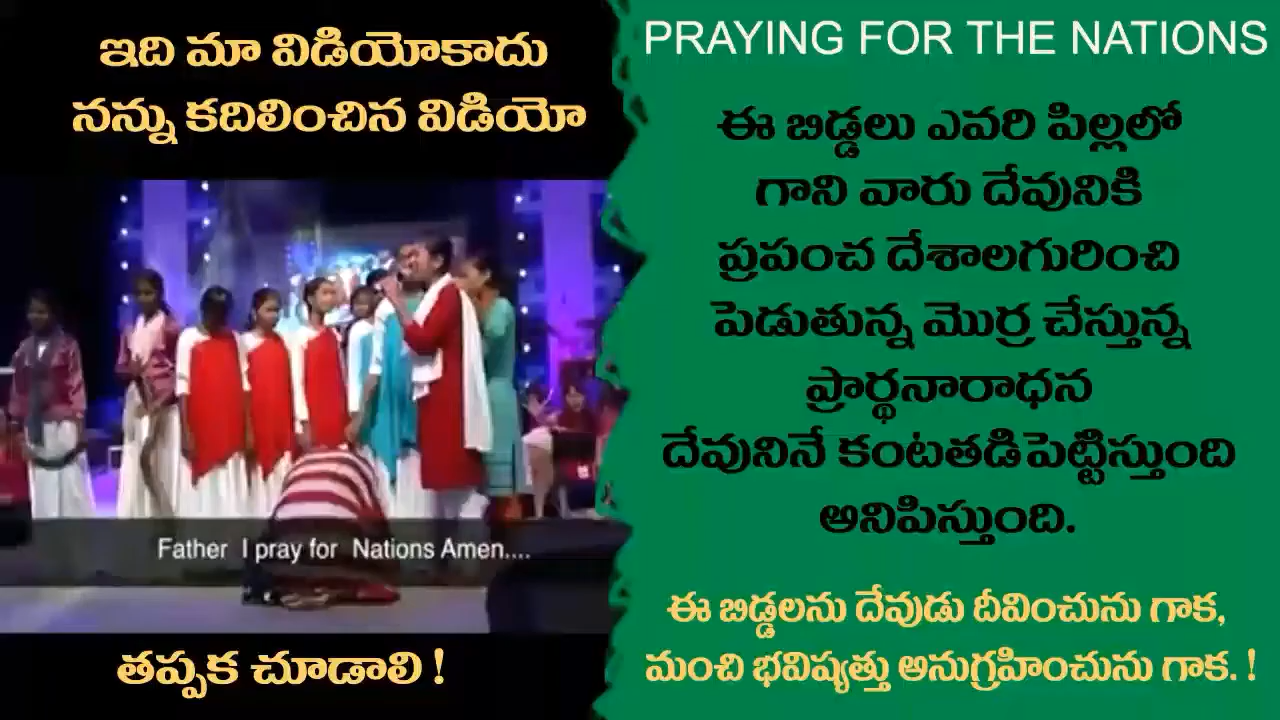 ఇది మా విడియోకాదు
నన్ను కదిలించిన విడియో
Father I pray for Nations Amen....
తప్పక చూడాలి !
PRAYING FOR THE NATIONS
ఈ బిడ్డలు ఎవరి పిల్లలో
గాని వారు దేవునికి
ప్రపంచ దేశాలగురించి
పెడుతున్న మొర్ర చేస్తున్న
ప్రార్థనారాధన
దేవునినే కంటతడిపెట్టిస్తుంది
అనిపిస్తుంది.
ఈ బిడ్డలను దేవుడు దీవించును గాక,
మంచి భవిష్యత్తు అనుగ్రహించును గాక. !